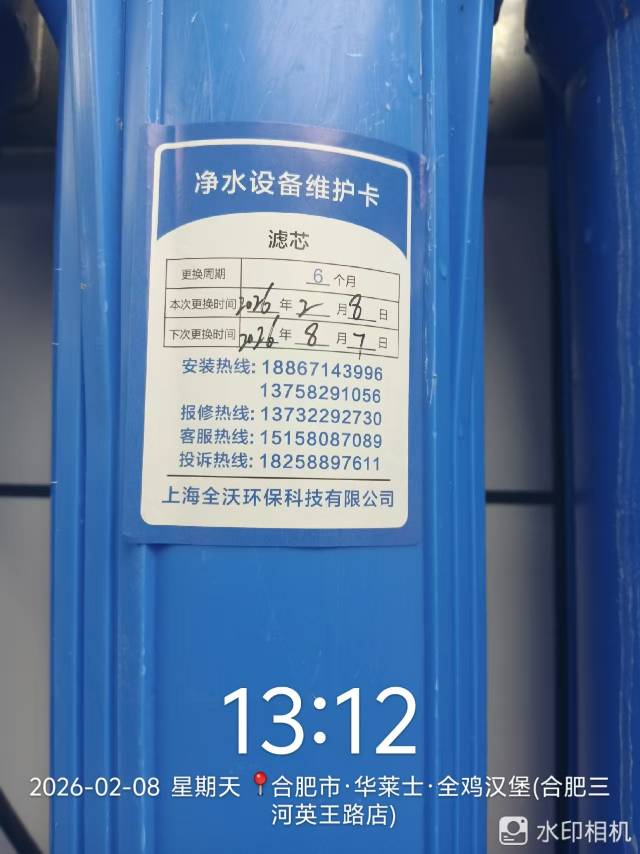 净水设备维护卡
滤芯
更换周期 6 个月
本次更换时间 2026 年 2 月 8 日
下次更换时间 2026 年 8 月 7 日
安装热线: 18867143996
13758291056
报修热线: 13732292730
客服热线: 15158087089
投诉热线: 18258897611
上海全沃环保科技有限公司
13:12
2026-02-08 星期天 📍合肥市·华莱士·全鸡汉堡(合肥三
河英王路店)
水印相机